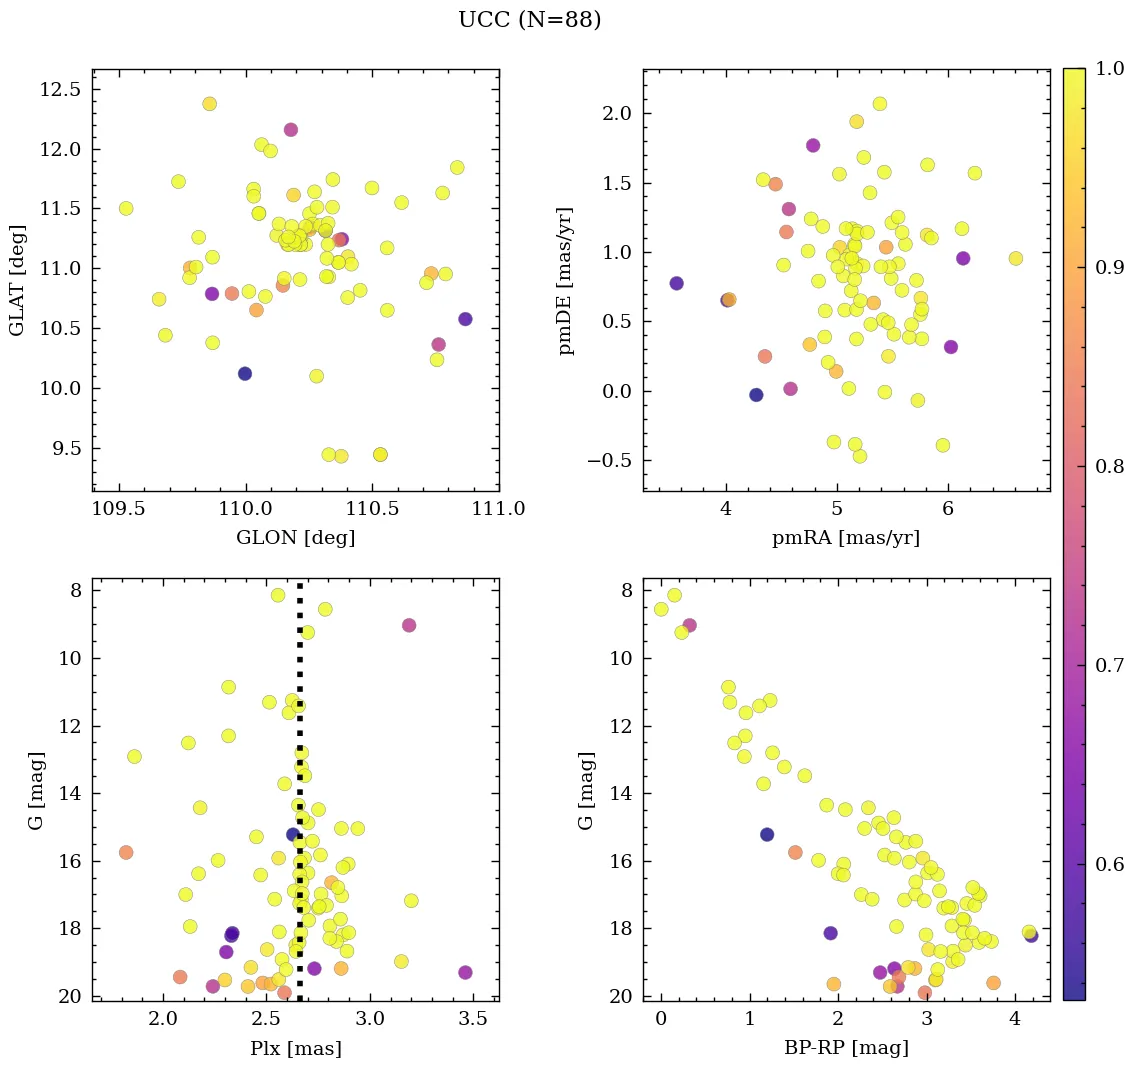 UCC (N=88)
12.5
12.0
11.5
11.0
10.5
10.0
9.5
GLAT [deg]
109.5 110.0 110.5 111.0
GLON [deg]
2.0
1.5
1.0
0.5
0.0
−0.5
pmDE [mas/yr]
4 5 6
pmRA [mas/yr]
8
10
12
14
16
18
20
G [mag]
2.0 2.5 3.0 3.5
Plx [mas]
8
10
12
14
16
18
20
G [mag]
0 1 2 3 4
BP-RP [mag]
1.0
0.9
0.8
0.7
0.6